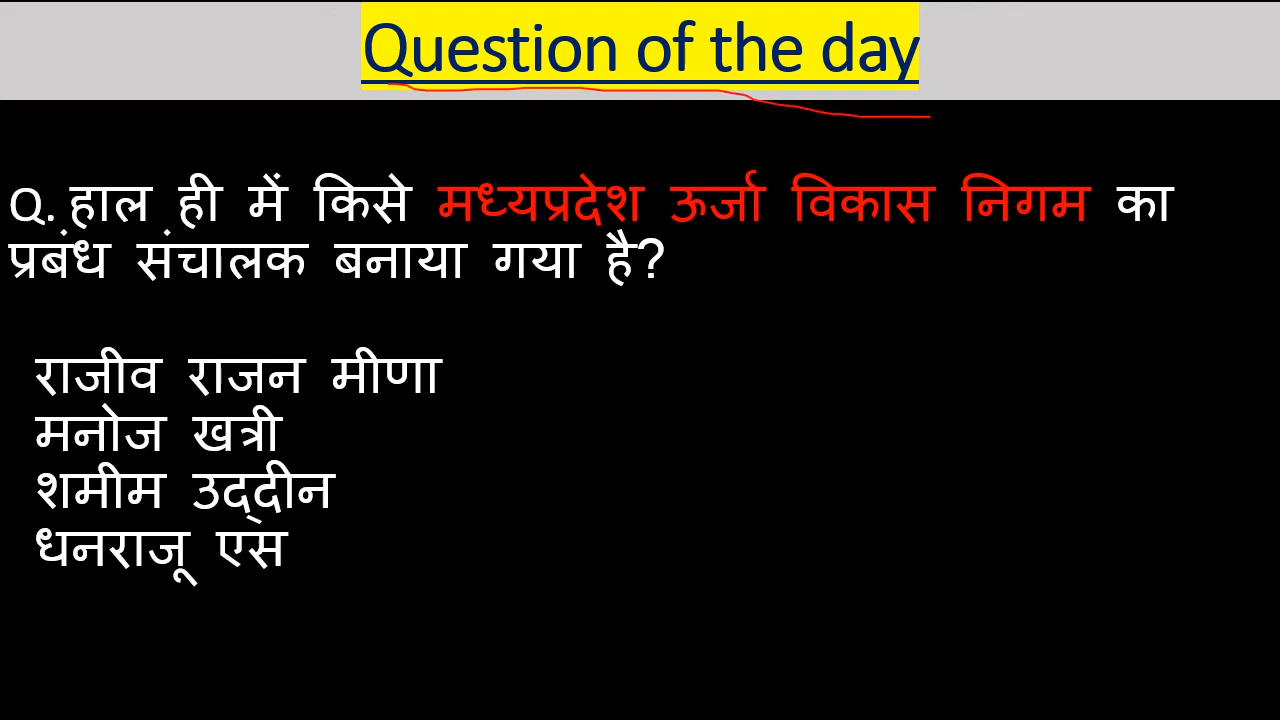 Question of the day
Q. हाल ही में किसे मध्यप्रदेश ऊर्जा विकास निगम का
प्रबंध संचालक बनाया गया है?
राजीव राजन मीणा
मनोज खत्री
शमीम उद्दीन
धनराजू एस